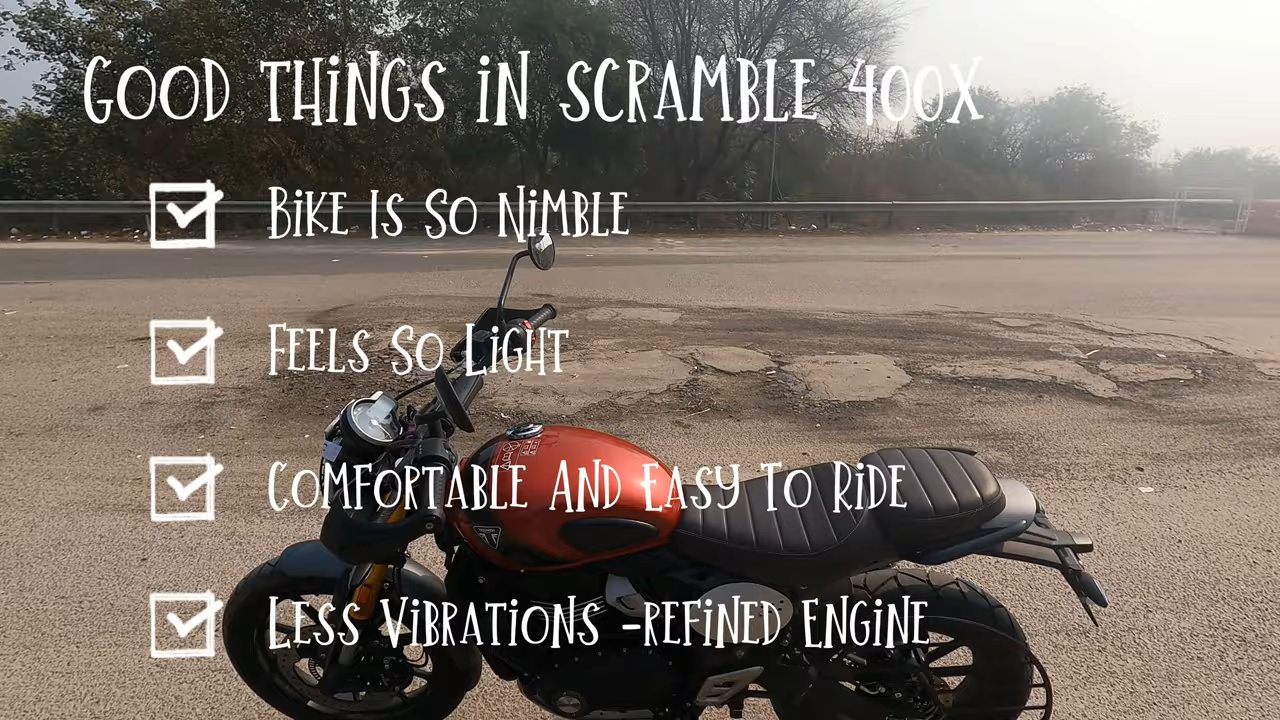 GOOD THINGS IN SCRAMBLE 400X
BIKE IS SO NIMBLE
FEELS SO LIGHT
COMFORTABLE AND EASY TO RIDE
LESS VIBRATIONS -REFINED ENGINE